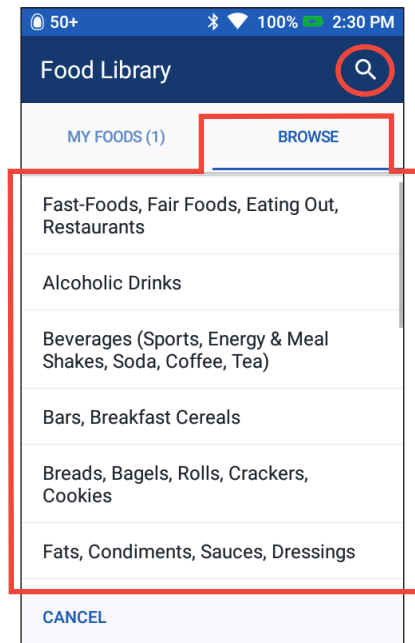 50+ 100% 2:30 PM
Food Library
MY FOODS (1) BROWSE
Fast-Foods, Fair Foods, Eating Out,
Restaurants
Alcoholic Drinks
Beverages (Sports, Energy & Meal
Shakes, Soda, Coffee, Tea)
Bars, Breakfast Cereals
Breads, Bagels, Rolls, Crackers,
Cookies
Fats, Condiments, Sauces, Dressings
CANCEL